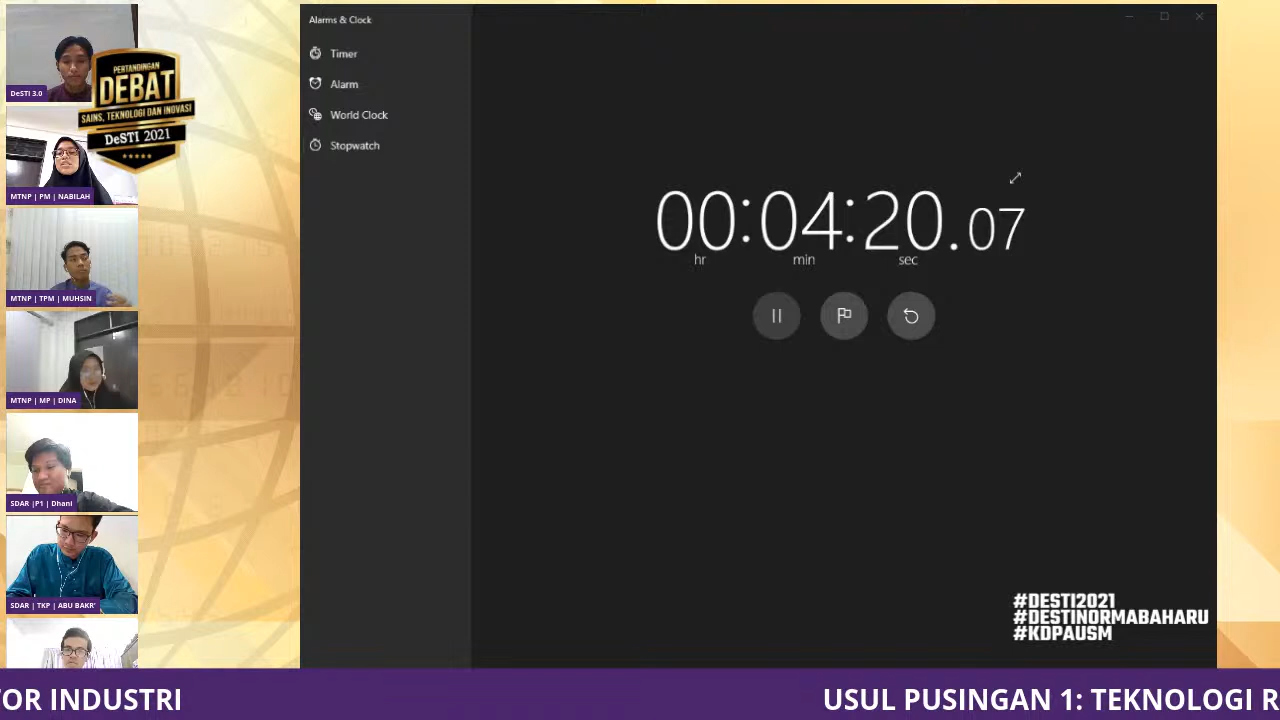 DeSTI 3.0
PERTANDINGAN
DEBAT
SAINS, TEKNOLOGI DAN INOVASI
DeSTI 2021
MTNP | PM | NABILAH
MTNP | TPM | MUHSIN
MTNP | MP | DINA
SDAR |P1 | Dhani
SDAR | TKP | ABU BAKR'
Alarms & Clock
Timer
Alarm
World Clock
Stopwatch
00:04:20.07
hr min sec
#DESTI2021
#DESTINORMABAHARU
#KDPAUSM
OR INDUSTRI USUL PUSINGAN 1: TEKNOLOGI R